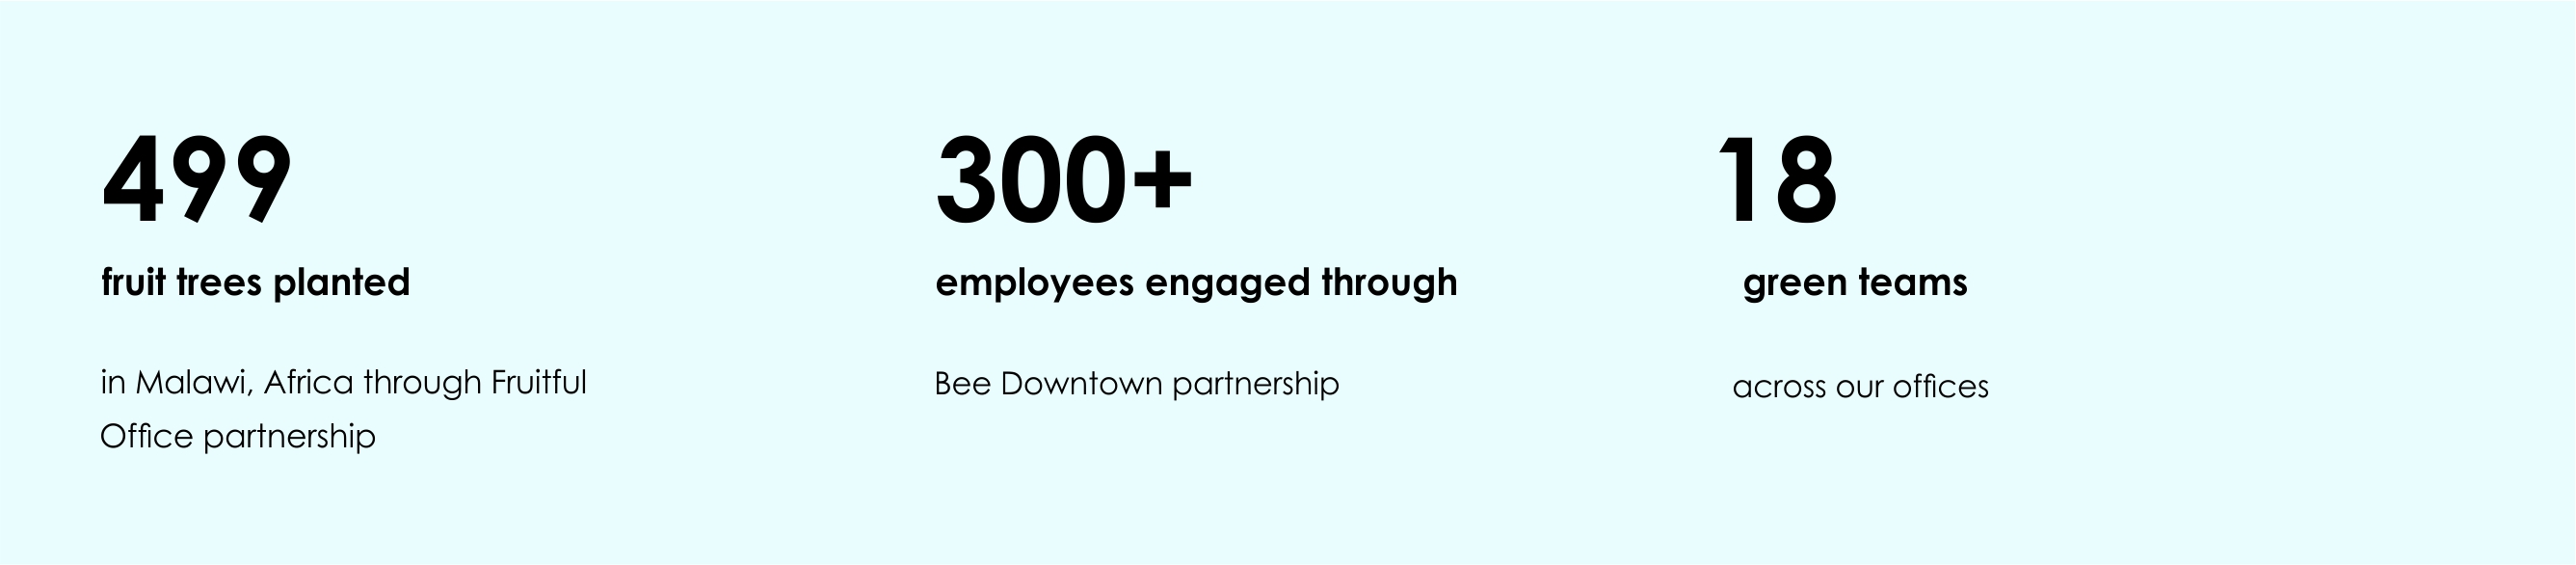 499
fruit trees planted
in Malawi, Africa through Fruitful
Office partnership
300+
employees engaged through
Bee Downtown partnership
18
green teams
across our offices